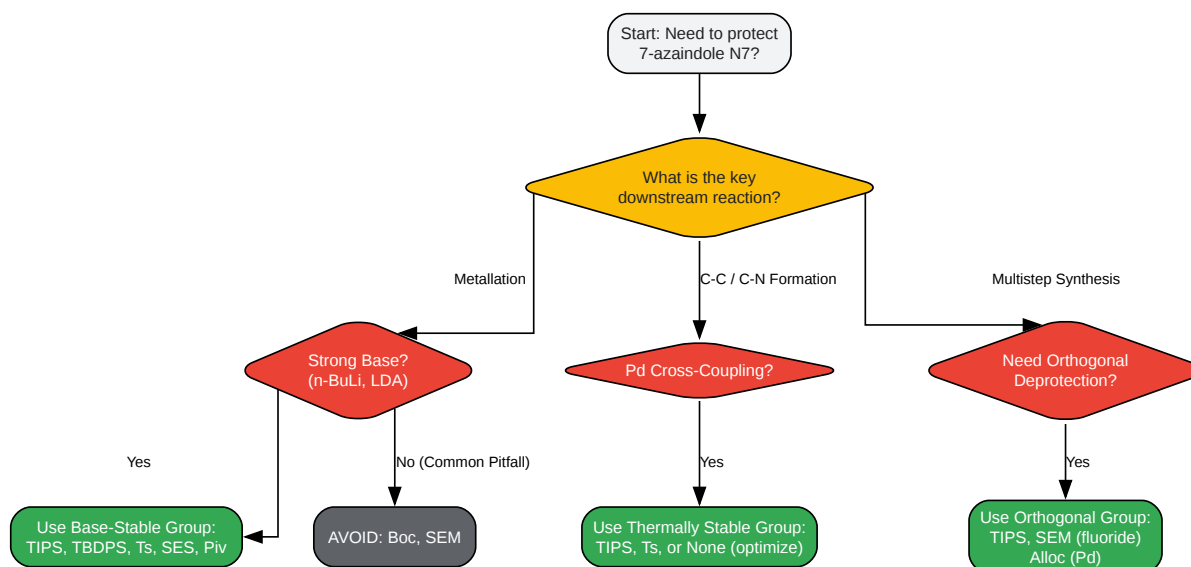 Start: Need to protect
7-azaindole N7?
What is the key
downstream reaction?
Metallation
C-C / C-N Formation
Multistep Synthesis
Strong Base?
(n-BuLi, LDA)
Pd Cross-Coupling?
Need Orthogonal
Deprotection?
Yes
No (Common Pitfall)
Yes
Yes
Use Base-Stable Group:
TIPS, TBDPS, Ts, SES, Piv
AVOID: Boc, SEM
Use Thermally Stable Group:
TIPS, Ts, or None (optimize)
Use Orthogonal Group:
TIPS, SEM (fluoride)
Alloc (Pd)